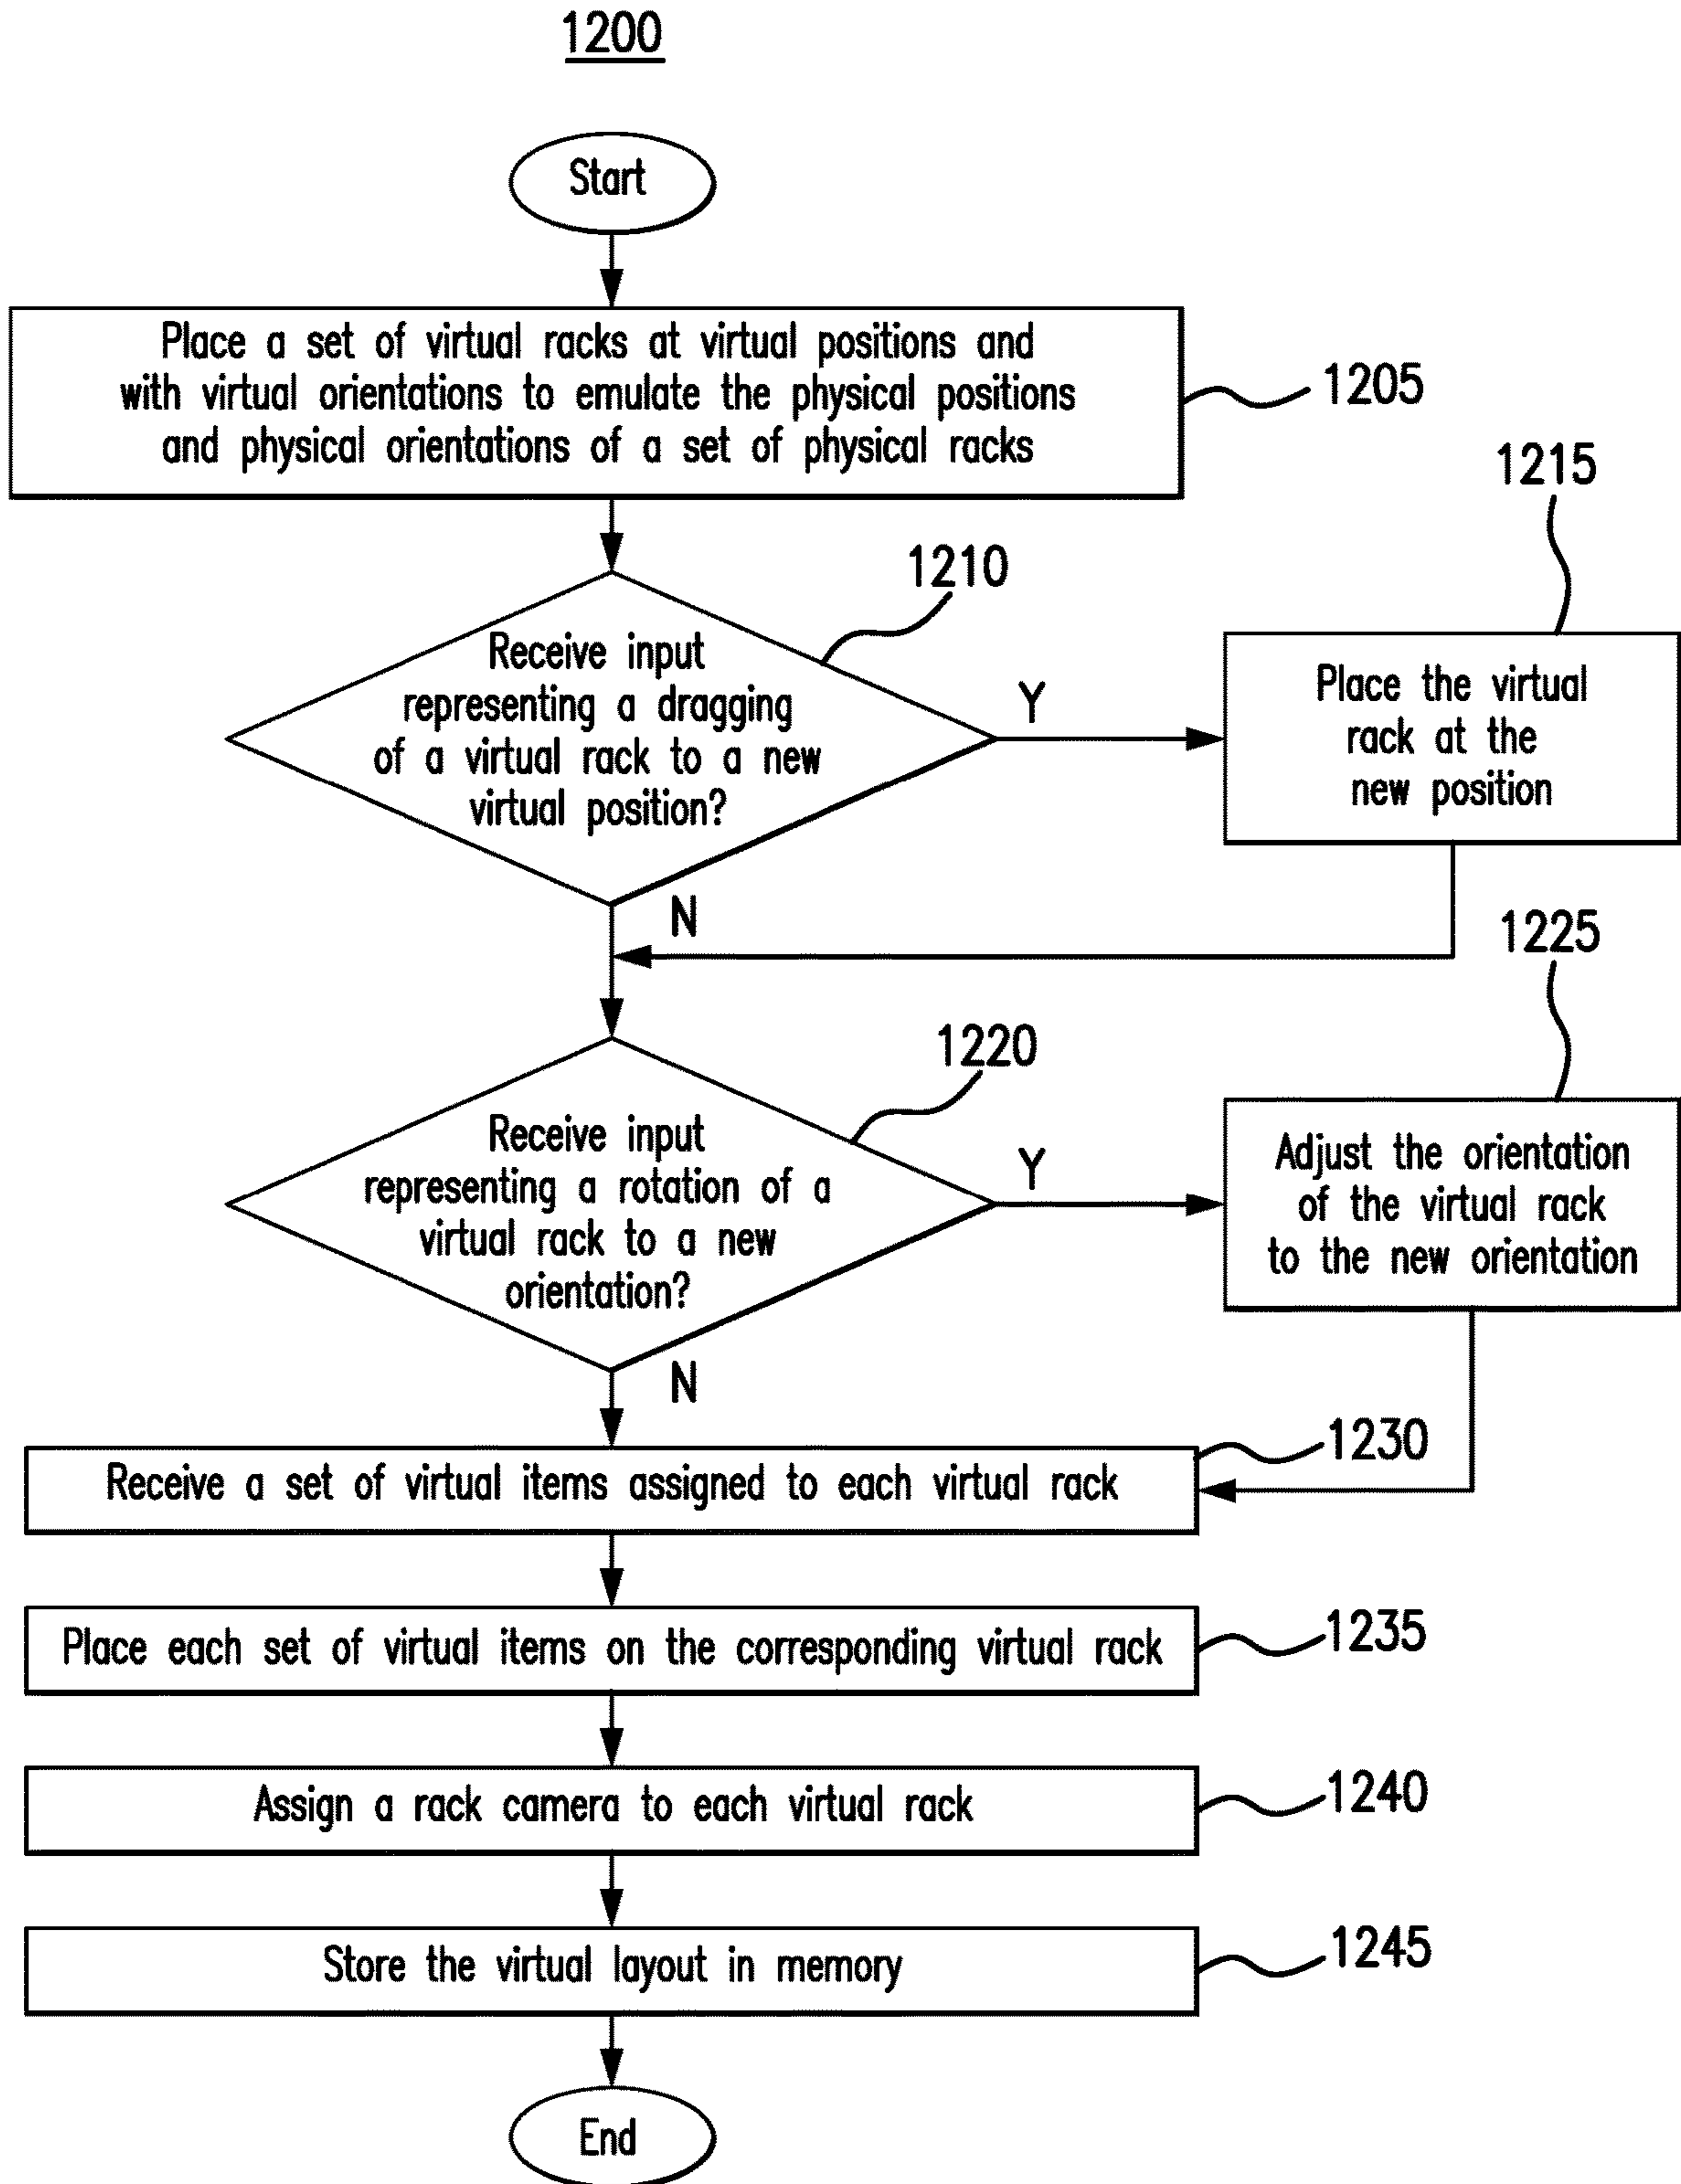 1200
Start
Place a set of virtual racks at virtual positions and
with virtual orientations to emulate the physical positions
and physical orientations of a set of physical racks
1205
1210
Receive input
representing a dragging
of a virtual rack to a new
virtual position?
Y
N
1215
Place the virtual
rack at the
new position
1220
Receive input
representing a rotation of a
virtual rack to a new
orientation?
Y
N
1225
Adjust the orientation
of the virtual rack
to the new orientation
Receive a set of virtual items assigned to each virtual rack
1230
Place each set of virtual items on the corresponding virtual rack
1235
Assign a rack camera to each virtual rack
1240
Store the virtual layout in memory
1245
End